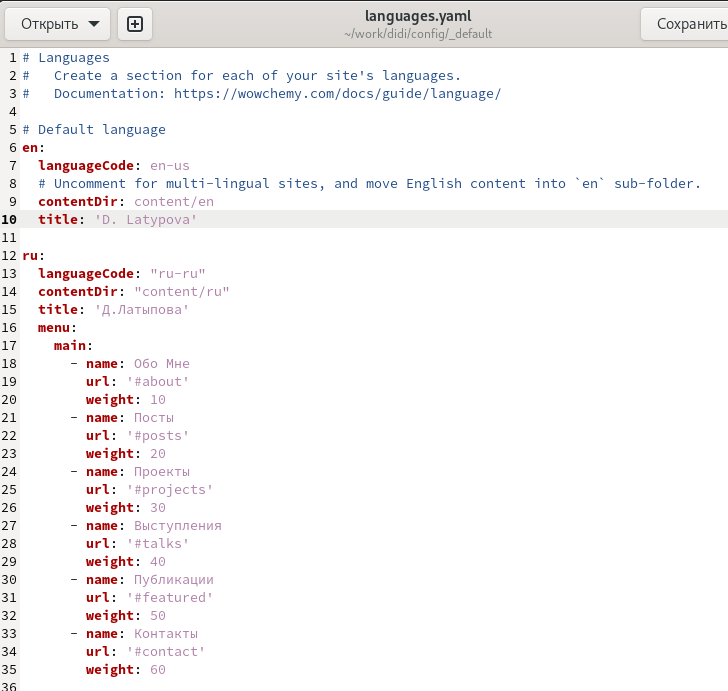 Открыть
languages.yaml
~/work/didi/config/_default
Сохранить
1 # Languages
2 #   Create a section for each of your site's languages.
3 #   Documentation: https://wowchemy.com/docs/guide/language/
4
5 # Default language
6 en:
7   languageCode: en-us
8   # Uncomment for multi-lingual sites, and move English content into `en` sub-folder.
9   contentDir: content/en
10   title: 'D. Latypova'
11
12 ru:
13   languageCode: "ru-ru"
14   contentDir: "content/ru"
15   title: 'Д.Латыпова'
16   menu:
17     main:
18       - name: Обо Мне
19         url: '#about'
20         weight: 10
21       - name: Посты
22         url: '#posts'
23         weight: 20
24       - name: Проекты
25         url: '#projects'
26         weight: 30
27       - name: Выступления
28         url: '#talks'
29         weight: 40
30       - name: Публикации
31         url: '#featured'
32         weight: 50
33       - name: Контакты
34         url: '#contact'
35         weight: 60
36